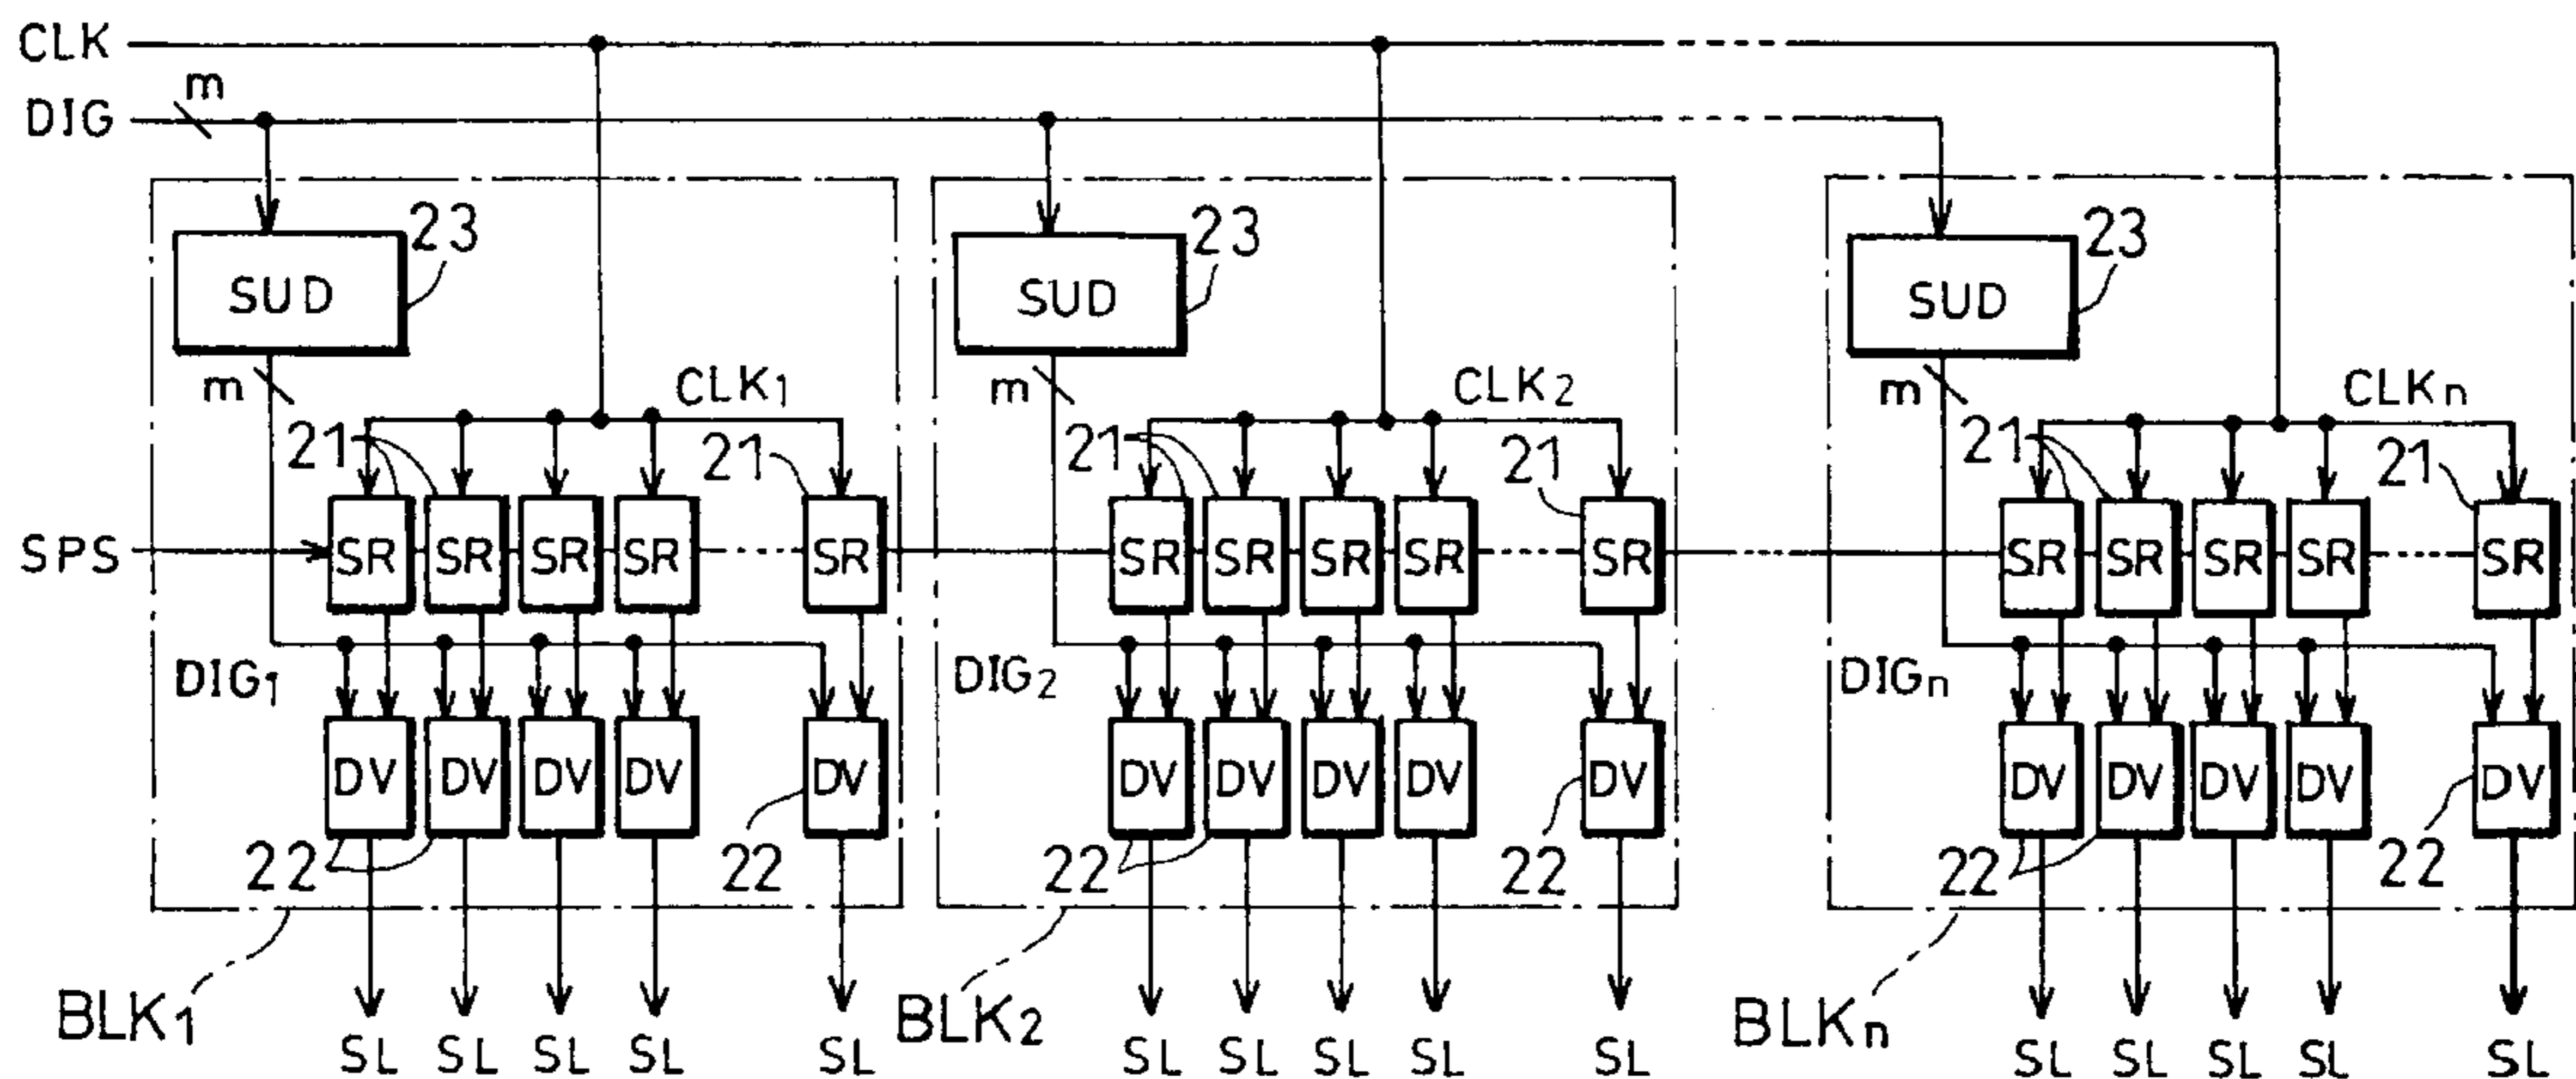 CLK
m
DIG
23 23 23
SUD SUD SUD
m CLK1 m CLK2 m CLKn
21 21 21 21 21 21
SPS SR SR SR SR SR SR SR SR SR SR SR SR SR SR SR
DIG1 DIG2 DIGn
DV DV DV DV DV DV DV DV DV DV DV DV DV DV DV
22 22 22 22 22 22
BLK1 BLK2 BLKn
SL SL SL SL SL SL SL SL SL SL SL SL SL SL SL